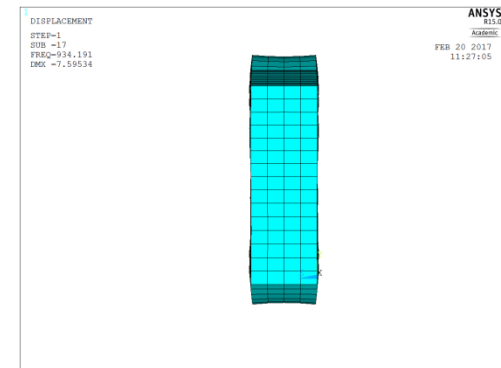 1
DISPLACEMENT
STEP=1
SUB =17
FREQ=934.191
DMX =7.59534
ANSYS
R15.0
Academic
FEB 20 2017
11:27:05
X